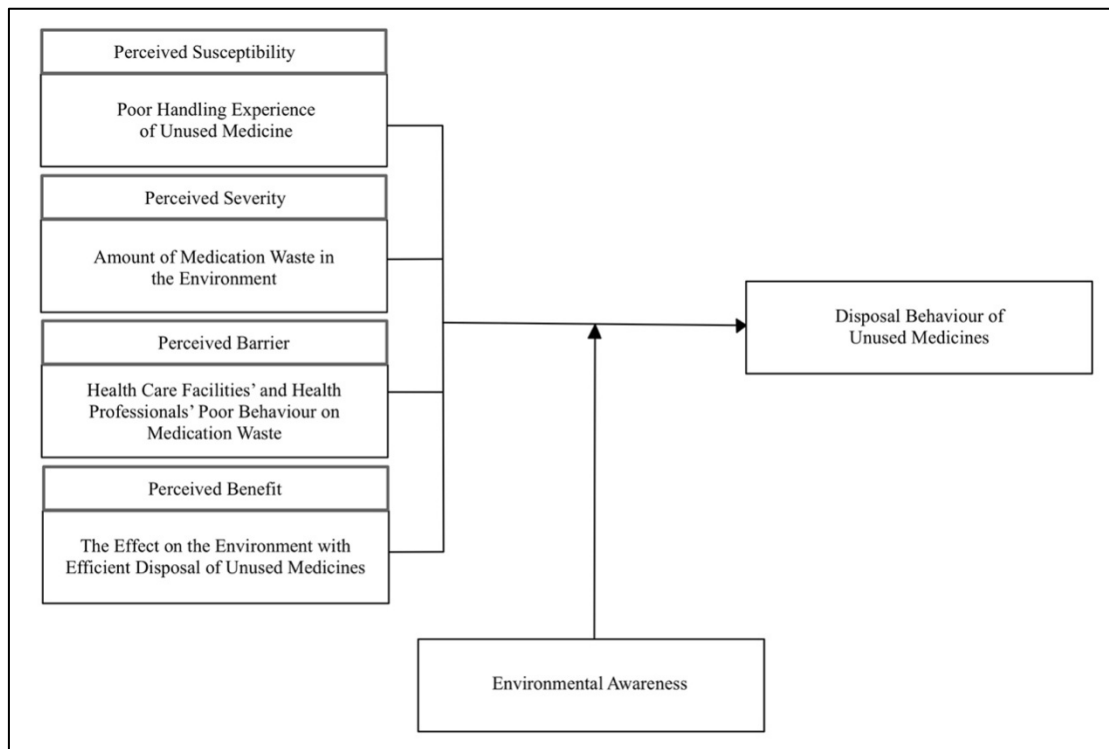 Perceived Susceptibility
Poor Handling Experience
of Unused Medicine
Perceived Severity
Amount of Medication Waste in
the Environment
Perceived Barrier
Health Care Facilities’ and Health
Professionals’ Poor Behaviour on
Medication Waste
Perceived Benefit
The Effect on the Environment with
Efficient Disposal of Unused Medicines
Disposal Behaviour of
Unused Medicines
Environmental Awareness